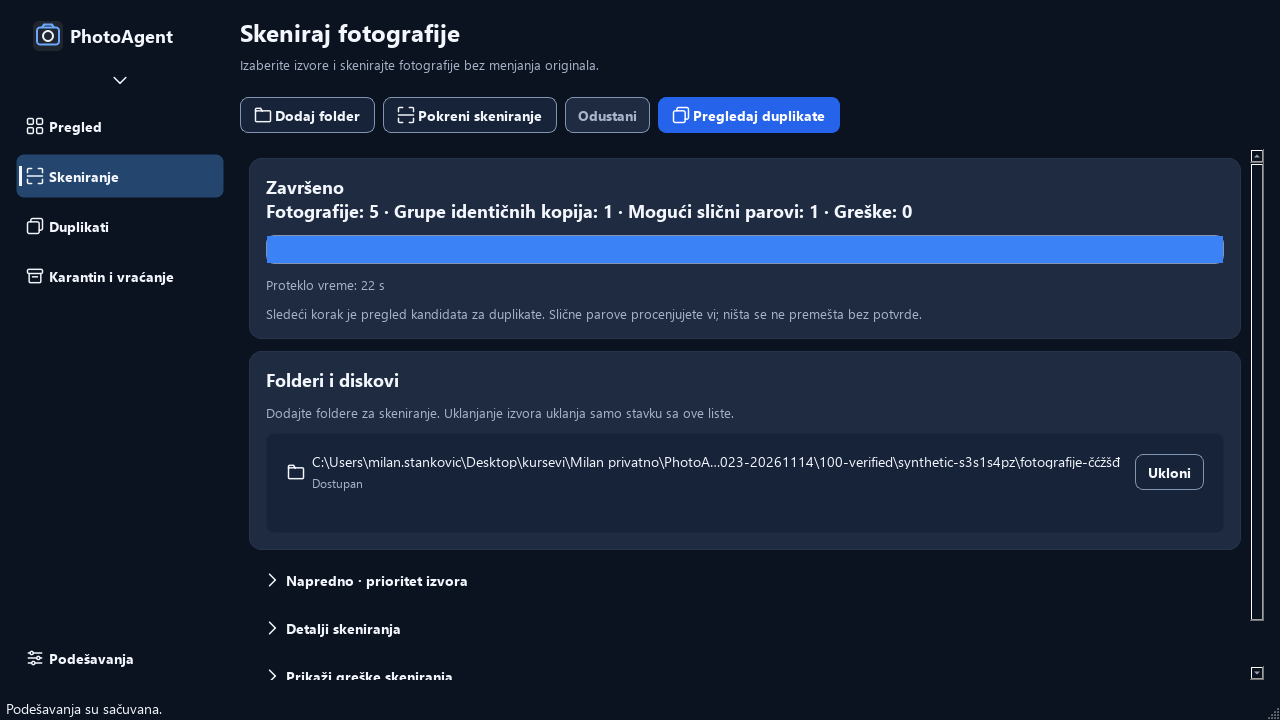 PhotoAgent
Pregled
Skeniranje
Duplikati
Karantin i vraćanje
Podešavanja
Skeniraj fotografije
Izaberite izvore i skenirajte fotografije bez menjanja originala.
Dodaj folder
Pokreni skeniranje
Odustani
Pregledaj duplikate
Završeno
Fotografije: 5 · Grupe identičnih kopija: 1 · Mogući slični parovi: 1 · Greške: 0
Proteklo vreme: 22 s
Sledeći korak je pregled kandidata za duplikate. Slične parove procenjujete vi; ništa se ne premešta bez potvrde.
Folderi i diskovi
Dodajte foldere za skeniranje. Uklanjanje izvora uklanja samo stavku sa ove liste.
C:\Users\milan.stankovic\Desktop\kursevi\Milan privatno\PhotoA...023-20261114\100-verified\synthetic-s3s1s4pz\fotografije-čćžšđ
Dostupan
Ukloni
Napredno · prioritet izvora
Detalji skeniranja
Prikaži greške skeniranja
Podešavanja su sačuvana.